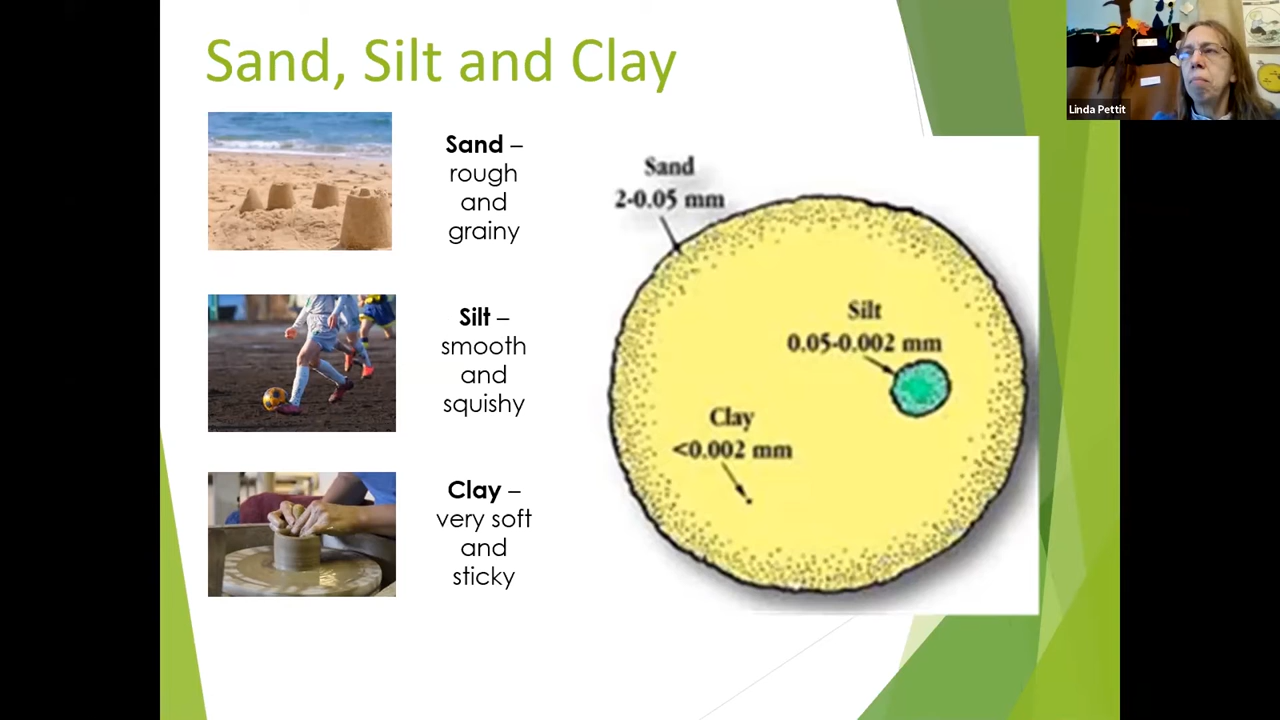 Sand, Silt and Clay
Sand –
rough
and
grainy
Silt –
smooth
and
squishy
Clay –
very soft
and
sticky
Sand
2-0.05 mm
Silt
0.05-0.002 mm
Clay
<0.002 mm
Linda Pettit